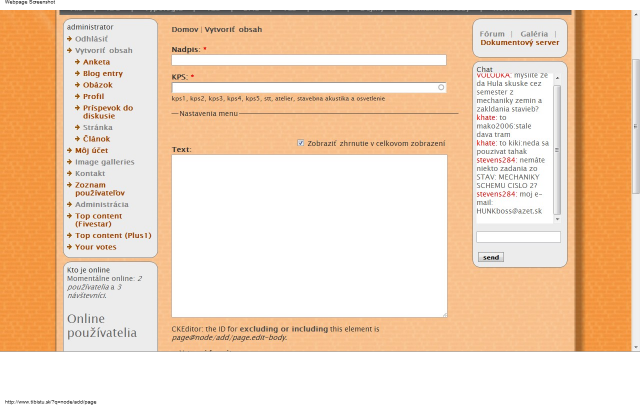 Webpage Screenshot
administrator
Odhlásiť
Vytvoriť obsah
Anketa
Blog entry
Obázok
Profil
Príspevok do
diskusie
Stránka
Článok
Môj účet
Image galleries
Kontakt
Zoznam
používateľov
Administrácia
Top content
(Fivestar)
Top content (Plus1)
Your votes
Kto je online
Momentálne online: 2
používatelia a 3
návštevníci.
Online
používatelia
Domov | Vytvoriť obsah
Nadpis: *
KPS: *
kps1, kps2, kps3, kps4, kps5, stt, atelier, stavebna akustika a osvetlenie
Nastavenia menu
Zobraziť zhrnutie v celkovom zobrazení
Text:
CKEditor: the ID for excluding or including this element is
page@node/add/page.edit-body.
Fórum | Galéria |
Dokumentový server
Chat
VOLODKA: myslite ze
da Hula skuske cez
semester z
mechaniky zemin a
zakldania stavieb?
khate: to
mako2006:stale
dava tram
khate: to kiki:neda sa
pouzivat tahak
stevens284: nemáte
niekto zadania zo
STAV: MECHANIKY
SCHEMU CISLO 2?
stevens284: moj e-
mail:
HUNKboss@azet.sk
send
http://www.tibistu.sk/?q=node/add/page